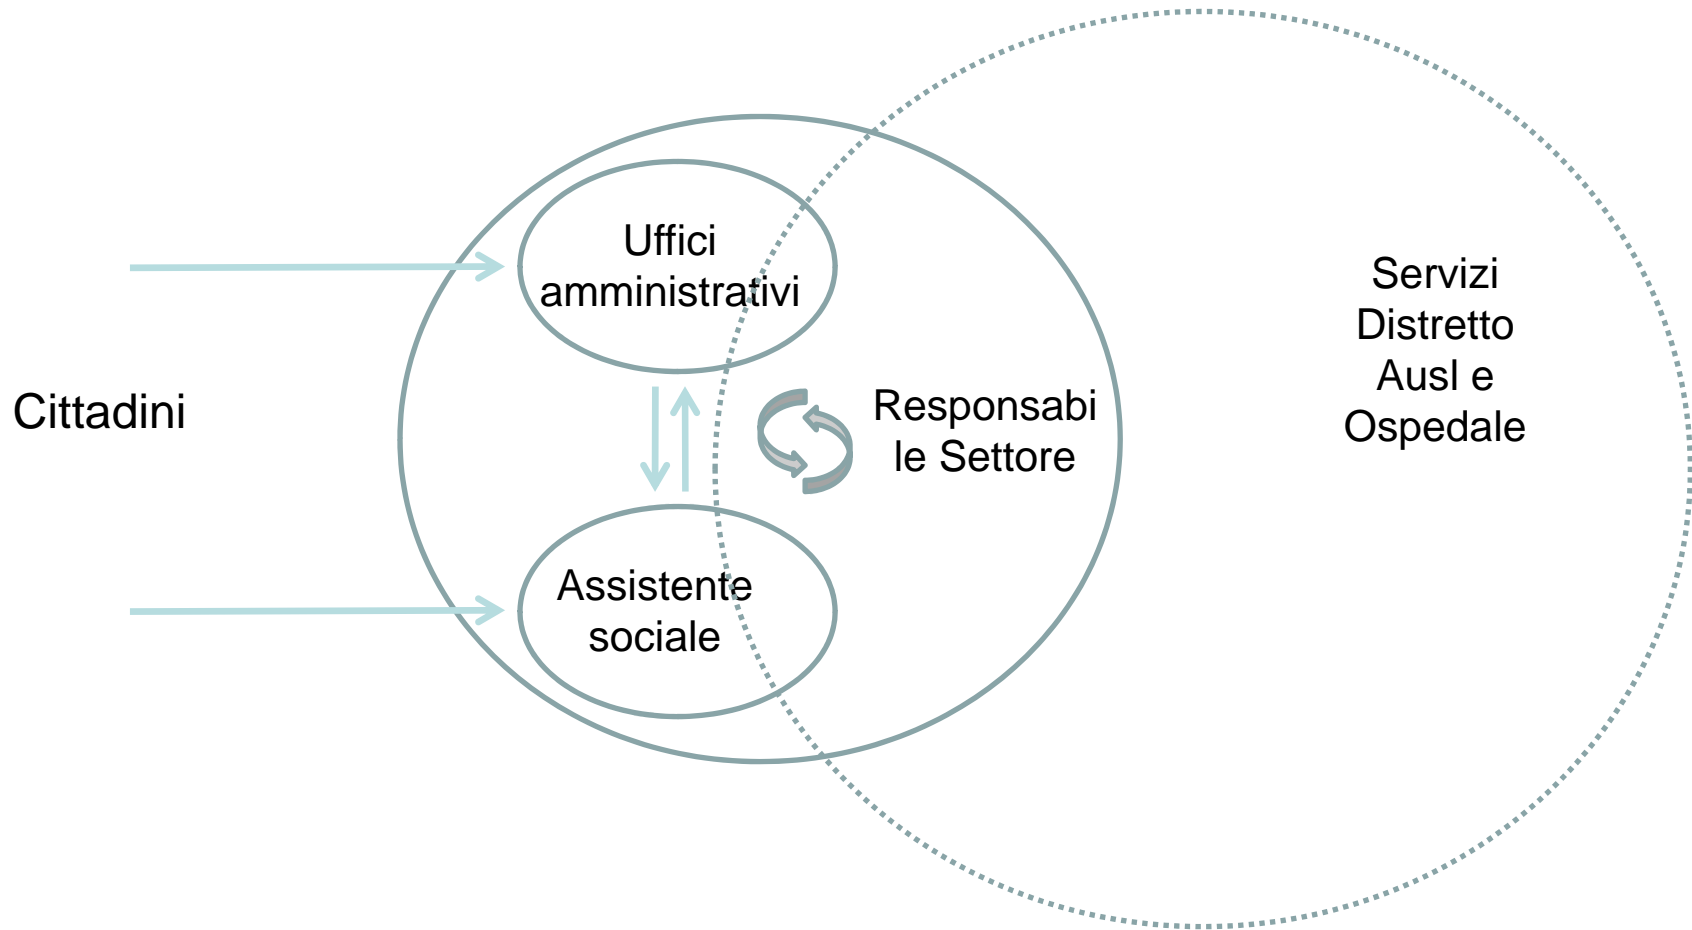 Cittadini
Uffici
amministrativi
Assistente
sociale
Responsabi
le Settore
Servizi
Distretto
Ausl e
Ospedale